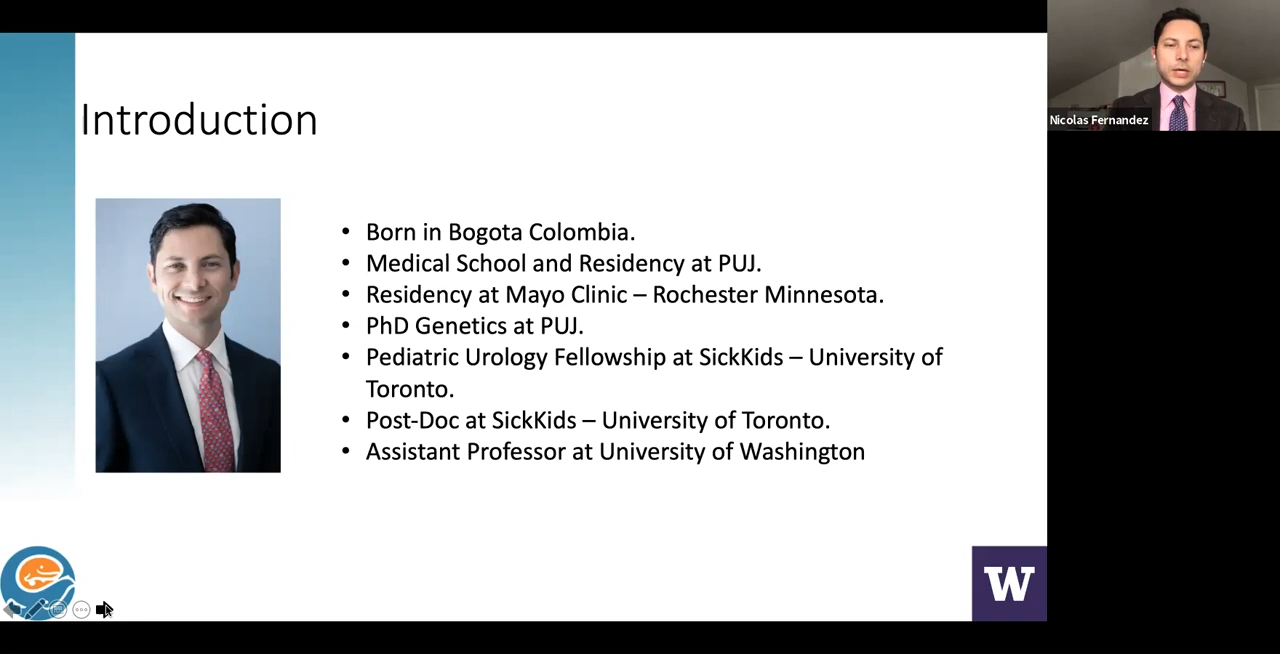 Introduction
• Born in Bogota Colombia.
• Medical School and Residency at PUJ.
• Residency at Mayo Clinic – Rochester Minnesota.
• PhD Genetics at PUJ.
• Pediatric Urology Fellowship at SickKids – University of
Toronto.
• Post-Doc at SickKids – University of Toronto.
• Assistant Professor at University of Washington
W
Nicolas Fernandez